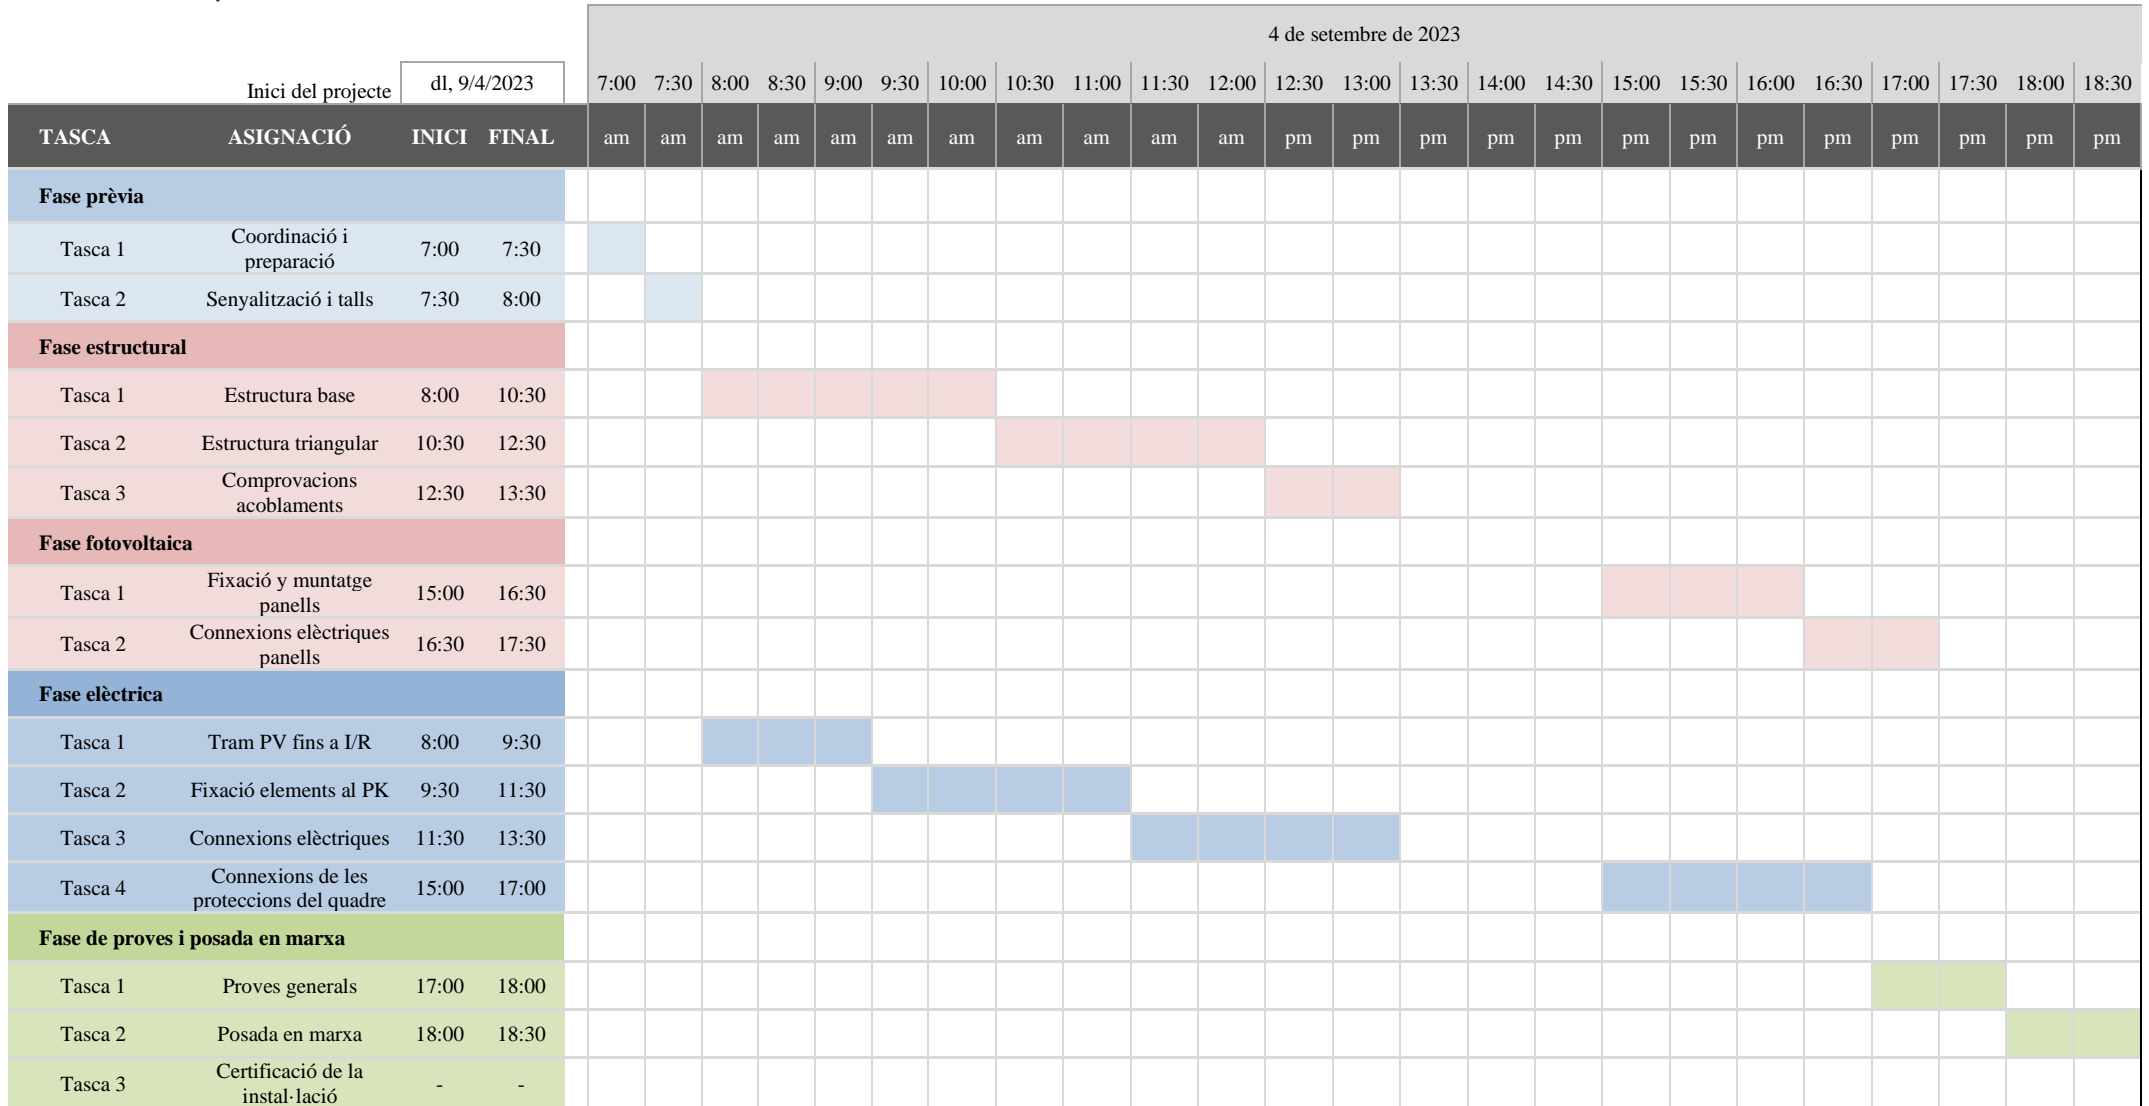 4 de setembre de 2023
Inici del projecte dl, 9/4/2023 7:00 7:30 8:00 8:30 9:00 9:30 10:00 10:30 11:00 11:30 12:00 12:30 13:00 13:30 14:00 14:30 15:00 15:30 16:00 16:30 17:00 17:30 18:00 18:30
TASCA ASIGNACIÓ INICI FINAL am am am am am am am am am am am pm pm pm pm pm pm pm pm pm pm pm pm pm
Fase prèvia
Tasca 1 Coordinació i preparació 7:00 7:30
Tasca 2 Senyalització i talls 7:30 8:00
Fase estructural
Tasca 1 Estructura base 8:00 10:30
Tasca 2 Estructura triangular 10:30 12:30
Tasca 3 Comprovacions acoblaments 12:30 13:30
Fase fotovoltaica
Tasca 1 Fixació y muntatge panells 15:00 16:30
Tasca 2 Connexions elèctriques panells 16:30 17:30
Fase elèctrica
Tasca 1 Tram PV fins a I/R 8:00 9:30
Tasca 2 Fixació elements al PK 9:30 11:30
Tasca 3 Connexions elèctriques 11:30 13:30
Tasca 4 Connexions de les proteccions del quadre 15:00 17:00
Fase de proves i posada en marxa
Tasca 1 Proves generals 17:00 18:00
Tasca 2 Posada en marxa 18:00 18:30
Tasca 3 Certificació de la instal·lació - -